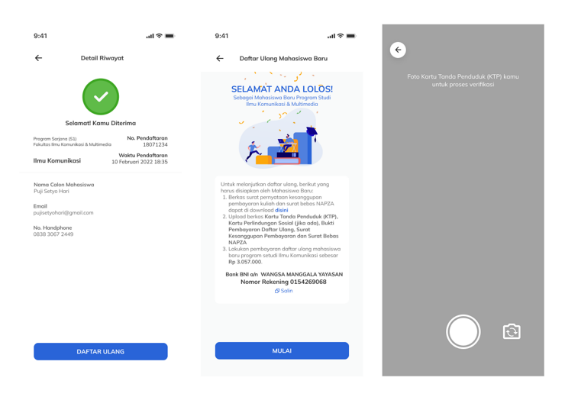 9:41
Detail Riwayat
Selamat! Kamu Diterima
Program Sarjana (S1)
Fakultas Ilmu Komunikasi & Multimedia
No. Pendaftaran
18071234
Ilmu Komunikasi
Waktu Pendaftaran
10 Februari 2022 18:35
Nama Calon Mahasiswa
Puji Setyo Hari
Email
pujisetyohari@gmail.com
No. Handphone
0838 3067 2449
DAFTAR ULANG
9:41
Daftar Ulang Mahasiswa Baru
SELAMAT ANDA LOLOS!
Sebagai Mahasiswa Baru Program Studi
Ilmu Komunikasi & Multimedia
Untuk melanjutkan daftar ulang, berikut yang
harus disiapkan oleh Mahasiswa Baru:
1. Berkas surat pernyataan kesanggupan
pembayaran kuliah dan surat bebas NAPZA
dapat di download disini
2. Upload berkas Kartu Tanda Penduduk (KTP),
Kartu Perlindungan Sosial (jika ada), Bukti
Pembayaran Daftar Ulang, Surat
Kesanggupan Pembayaran dan Surat Bebas
NAPZA
3. Lakukan pembayaran daftar ulang mahasiswa
baru program setudi Ilmu Komunikasi sebesar
Rp 3.057.000.
Bank BNI a/n WANGSA MANGGALA YAYASAN
Nomor Rekening 0154269068
Salin
MULAI
Foto Kartu Tanda Penduduk (KTP) kamu
untuk proses verifikasi